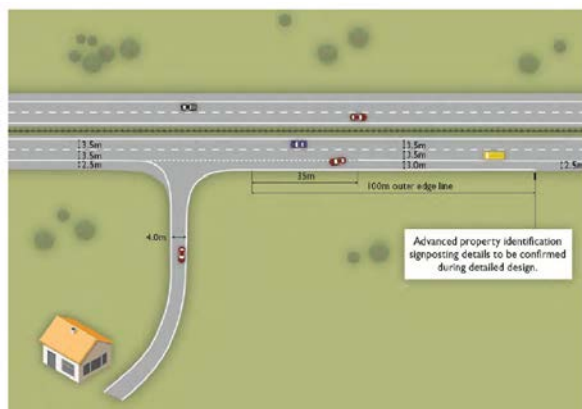 3.5m
3.5m
2.5m
3.5m
3.5m
3.0m
2.5m
35m
100m outer edge line
4.0m
Advanced property identification
signposting details to be confirmed
during detailed design.